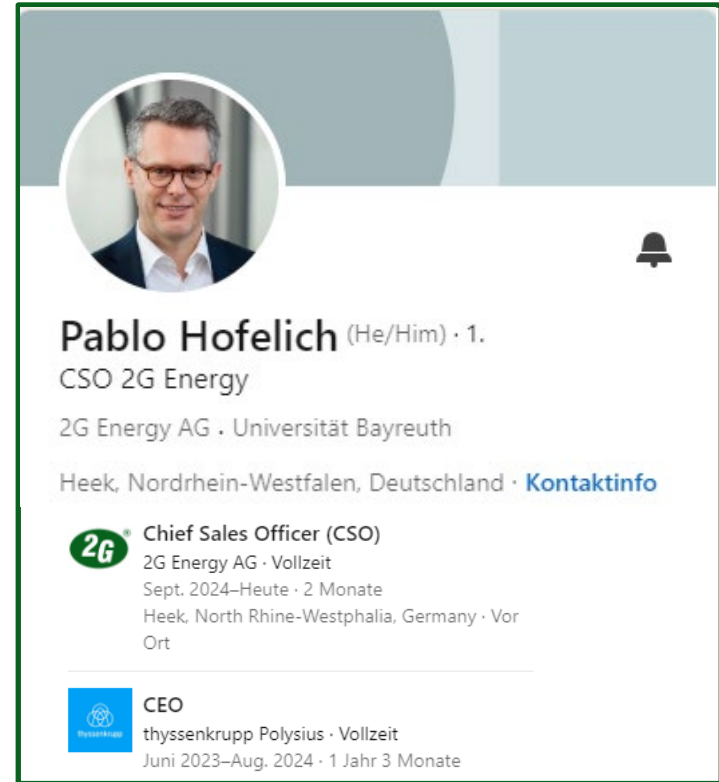 Pablo Hofelich (He/Him) · 1.
CSO 2G Energy
2G Energy AG . Universität Bayreuth
Heek, Nordrhein-Westfalen, Deutschland · Kontaktinfo
2G®
Chief Sales Officer (CSO)
2G Energy AG · Vollzeit
Sept. 2024–Heute · 2 Monate
Heek, North Rhine-Westphalia, Germany · Vor
Ort
thyssenkrupp
CEO
thyssenkrupp Polysius · Vollzeit
Juni 2023–Aug. 2024 · 1 Jahr 3 Monate